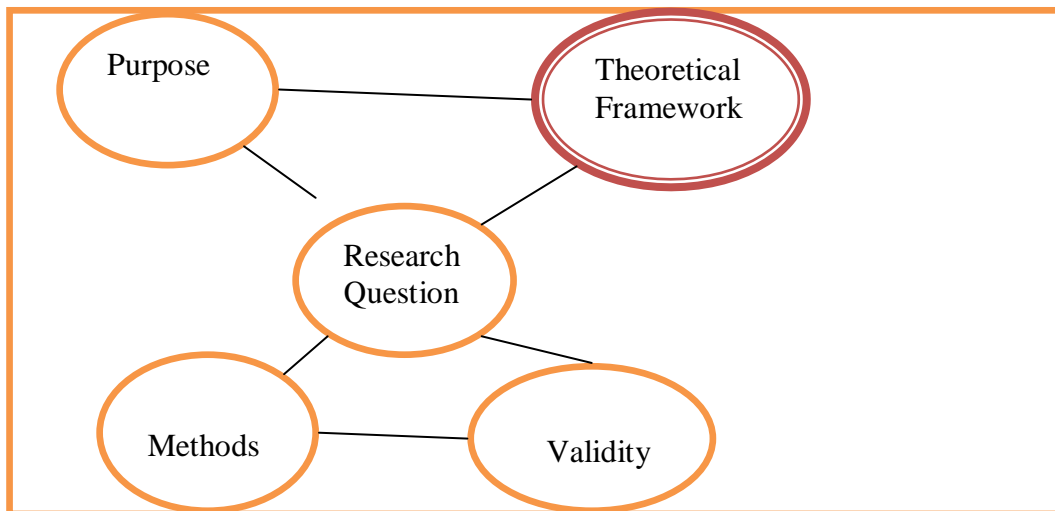 Purpose
Theoretical
Framework
Research
Question
Methods
Validity